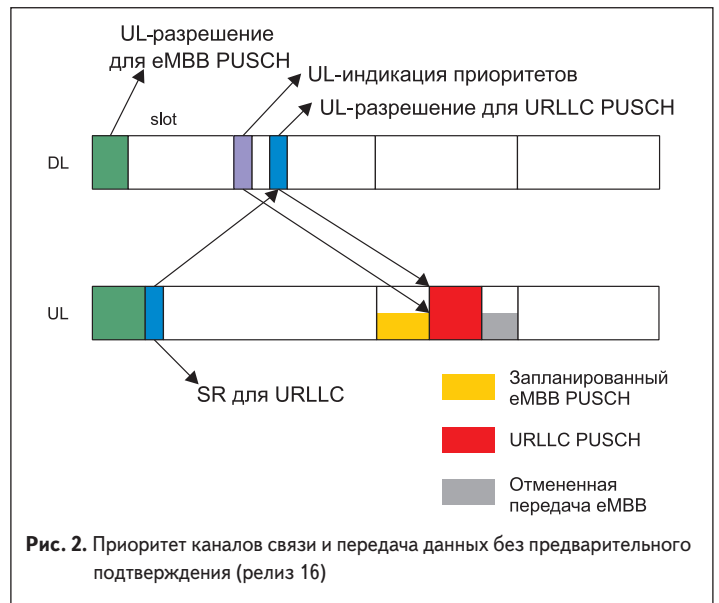 UL-разрешение
для eMBB PUSCH
UL-индикация приоритетов
slot
UL-разрешение для URLLC PUSCH
DL
UL
SR для URLLC
Запланированный
eMBB PUSCH
URLLC PUSCH
Отмененная
передача eMBB
Рис. 2. Приоритет каналов связи и передача данных без предварительного
подтверждения (релиз 16)